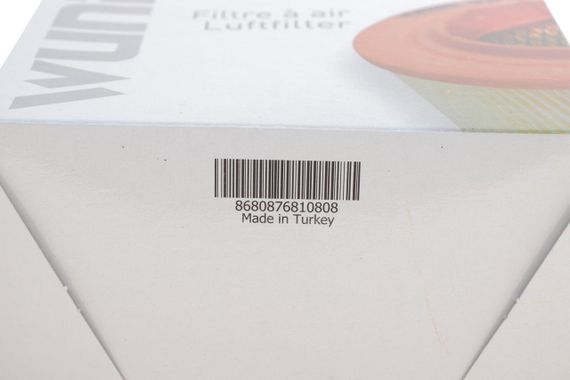 Filtre à air
Luftfilter
8680876810808
Made in Turkey